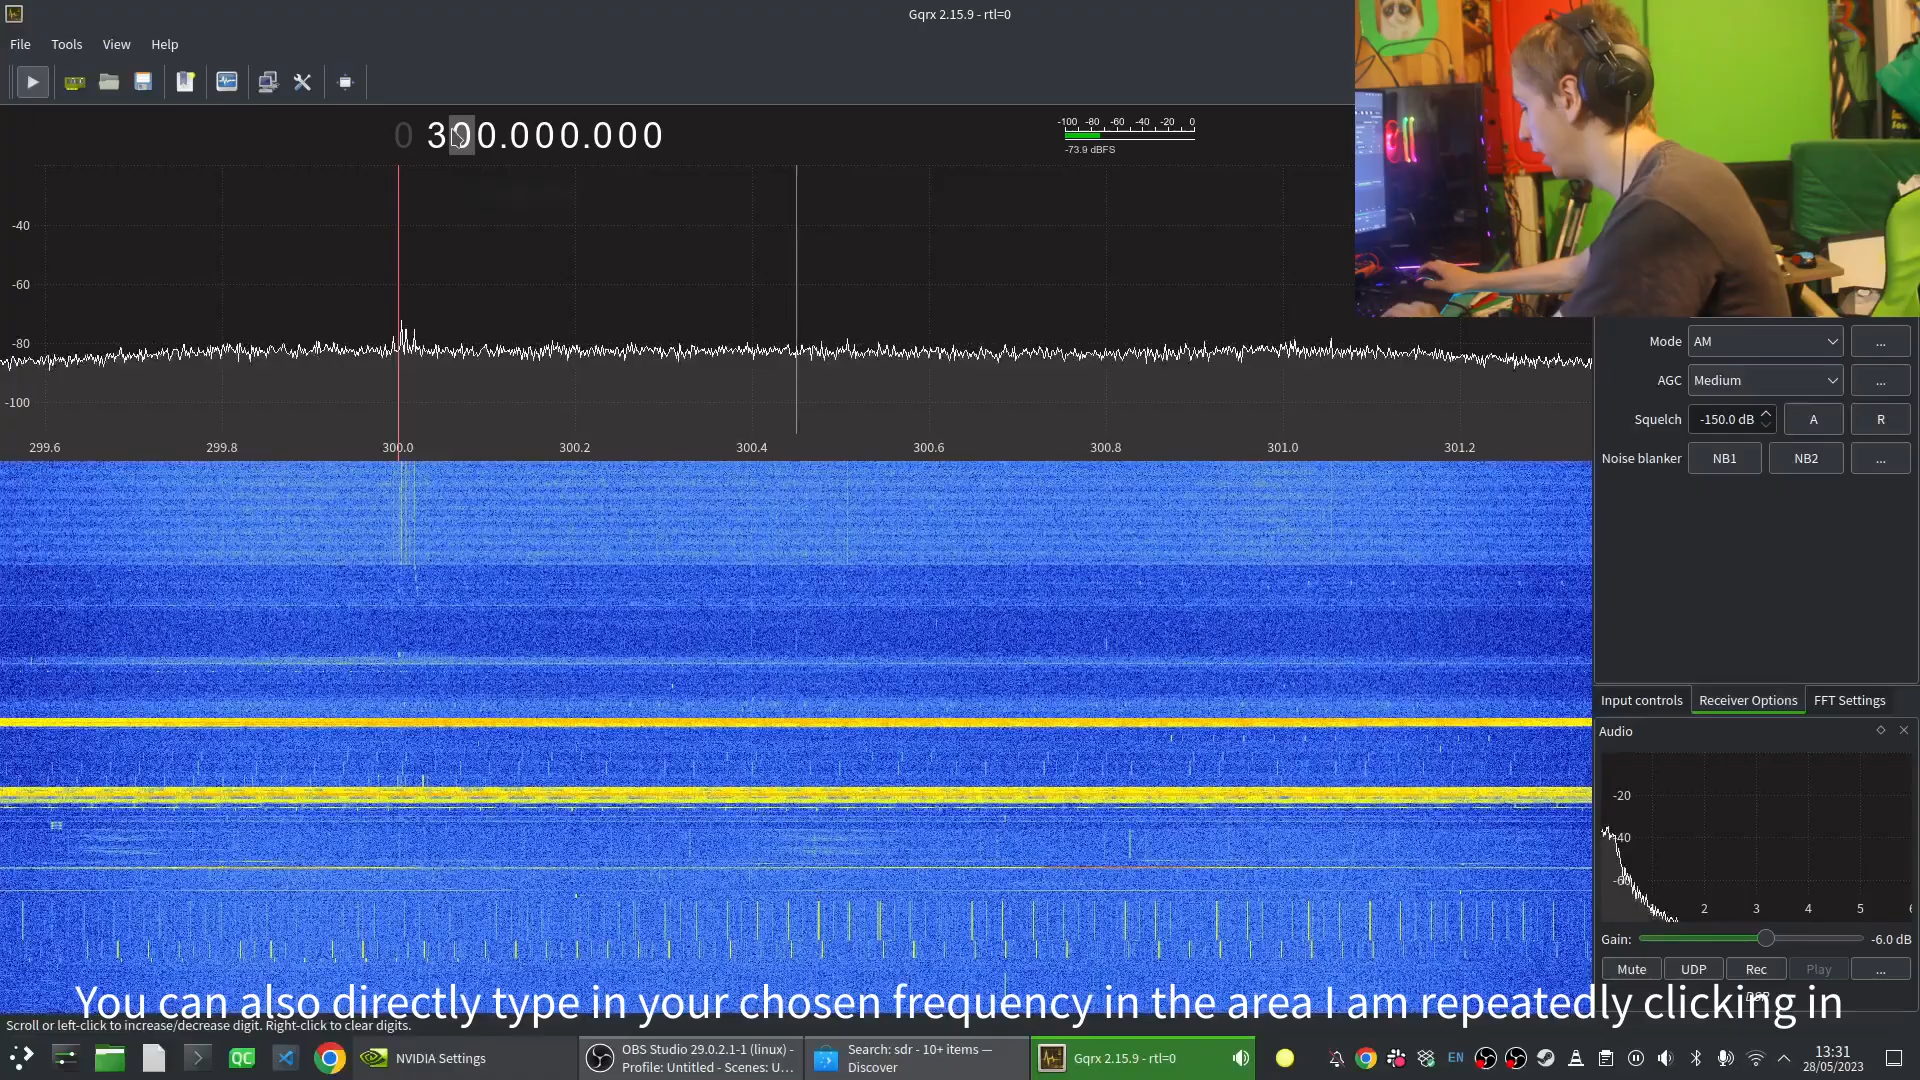 Gqrx 2.15.9 - rtl=0
File Tools View Help
0 300.000.000
-100 -80 -60 -40 -20 0
-73.9 dBFS
-40
-60
-80
-100
299.6 299.8 300.0 300.2 300.4 300.6 300.8 301.0 301.2
Mode AM ...
AGC Medium ...
Squelch -150.0 dB A R
Noise blanker NB1 NB2 ...
Input controls Receiver Options FFT Settings
Audio
-20
-40
-60
2 3 4 5
Gain: -6.0 dB
Mute UDP Rec Play ...
DSP
You can also directly type in your chosen frequency in the area I am repeatedly clicking in
Scroll or left-click to increase/decrease digit. Right-click to clear digits.
QC
NVIDIA Settings
OBS Studio 29.0.2.1-1 (linux) -
Profile: Untitled - Scenes: U...
Search: sdr - 10+ items —
Discover
Gqrx 2.15.9 - rtl=0
EN
13:31
28/05/2023